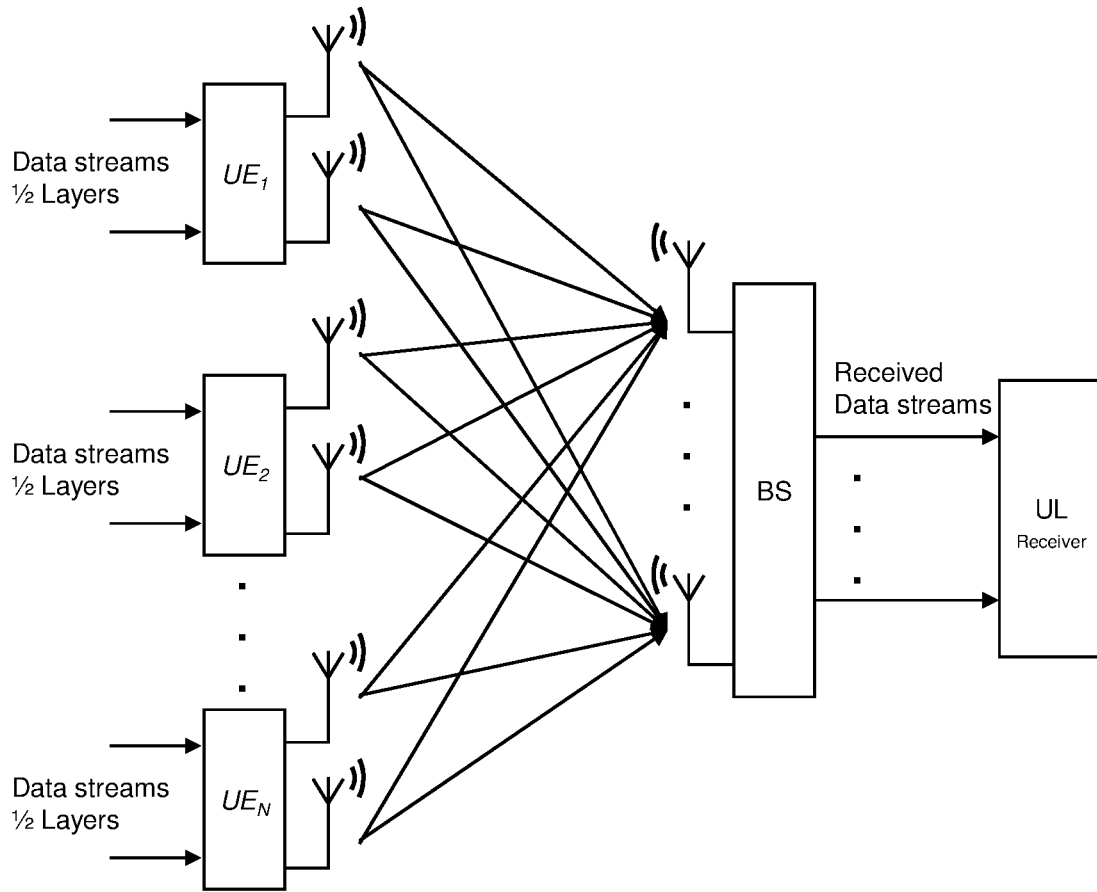 Data streams
½ Layers
UE1
Data streams
½ Layers
UE2
Data streams
½ Layers
UEN
BS
Received
Data streams
UL
Receiver